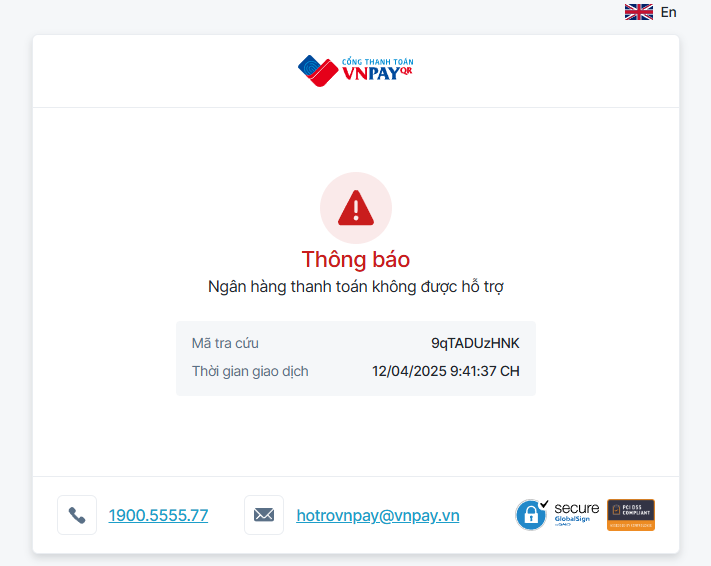 En
CỔNG THANH TOÁN
VNPAYQR
Thông báo
Ngân hàng thanh toán không được hỗ trợ
Mã tra cứu 9qTADUzHNK
Thời gian giao dịch 12/04/2025 9:41:37 CH
1900.5555.77 hotrovnpay@vnpay.vn
secure
GlobalSign
PCI DSS
COMPLIANT